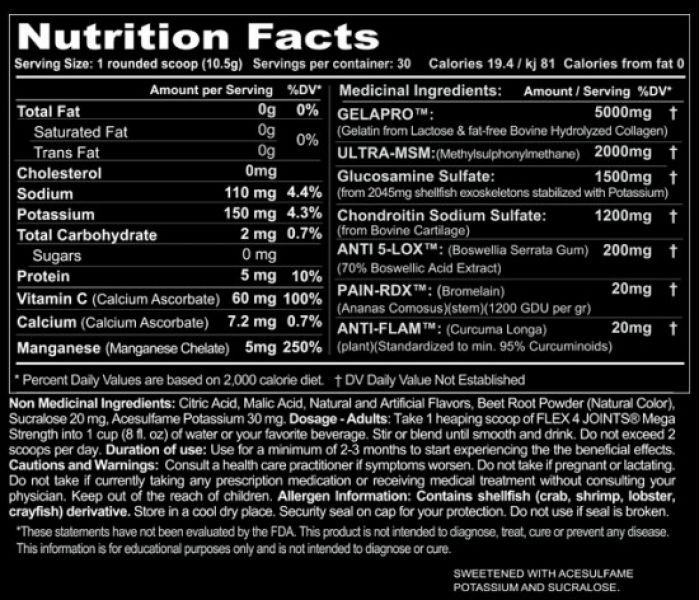 Nutrition Facts
Serving Size: 1 rounded scoop (10.5g) Servings per container: 30 Calories 19.4 / kj 81 Calories from fat 0
Amount per Serving %DV*
Total Fat 0g 0%
Saturated Fat 0g
0%
Trans Fat 0g
Cholesterol 0mg
Sodium 110 mg 4.4%
Potassium 150 mg 4.3%
Total Carbohydrate 2 mg 0.7%
Sugars 0 mg
Protein 5 mg 10%
Vitamin C (Calcium Ascorbate) 60 mg 100%
Calcium (Calcium Ascorbate) 7.2 mg 0.7%
Manganese (Manganese Chelate) 5mg 250%
Medicinal Ingredients: Amount / Serving %DV*
GELAPRO™: 5000mg †
(Gelatin from Lactose & fat-free Bovine Hydrolyzed Collagen)
ULTRA-MSM:(Methylsulphonylmethane) 2000mg †
Glucosamine Sulfate: 1500mg †
(from 2045mg shellfish exoskeletons stabilized with Potassium)
Chondroitin Sodium Sulfate: 1200mg †
(from Bovine Cartilage)
ANTI 5-LOX™: (Boswellia Serrata Gum) 200mg †
(70% Boswellic Acid Extract)
PAIN-RDX™: (Bromelain) 20mg †
(Ananas Comosus)(stem)(1200 GDU per gr)
ANTI-FLAM™: (Curcuma Longa) 20mg †
(plant)(Standardized to min. 95% Curcuminoids)
* Percent Daily Values are based on 2,000 calorie diet. † DV Daily Value Not Established
Non Medicinal Ingredients: Citric Acid, Malic Acid, Natural and Artificial Flavors, Beet Root Powder (Natural Color),
Sucralose 20 mg, Acesulfame Potassium 30 mg. Dosage - Adults: Take 1 heaping scoop of FLEX 4 JOINTS® Mega
Strength into 1 cup (8 fl. oz) of water or your favorite beverage. Stir or blend until smooth and drink. Do not exceed 2
scoops per day. Duration of use: Use for a minimum of 2-3 months to start experiencing the the beneficial effects.
Cautions and Warnings: Consult a health care practitioner if symptoms worsen. Do not take if pregnant or lactating.
Do not take if currently taking any prescription medication or receiving medical treatment without consulting your
physician. Keep out of the reach of children. Allergen Information: Contains shellfish (crab, shrimp, lobster,
crayfish) derivative. Store in a cool dry place. Security seal on cap for your protection. Do not use if seal is broken.
*These statements have not been evaluated by the FDA. This product is not intended to diagnose, treat, cure or prevent any disease.
This information is for educational purposes only and is not intended to diagnose or cure.
SWEETENED WITH ACESULFAME
POTASSIUM AND SUCRALOSE.